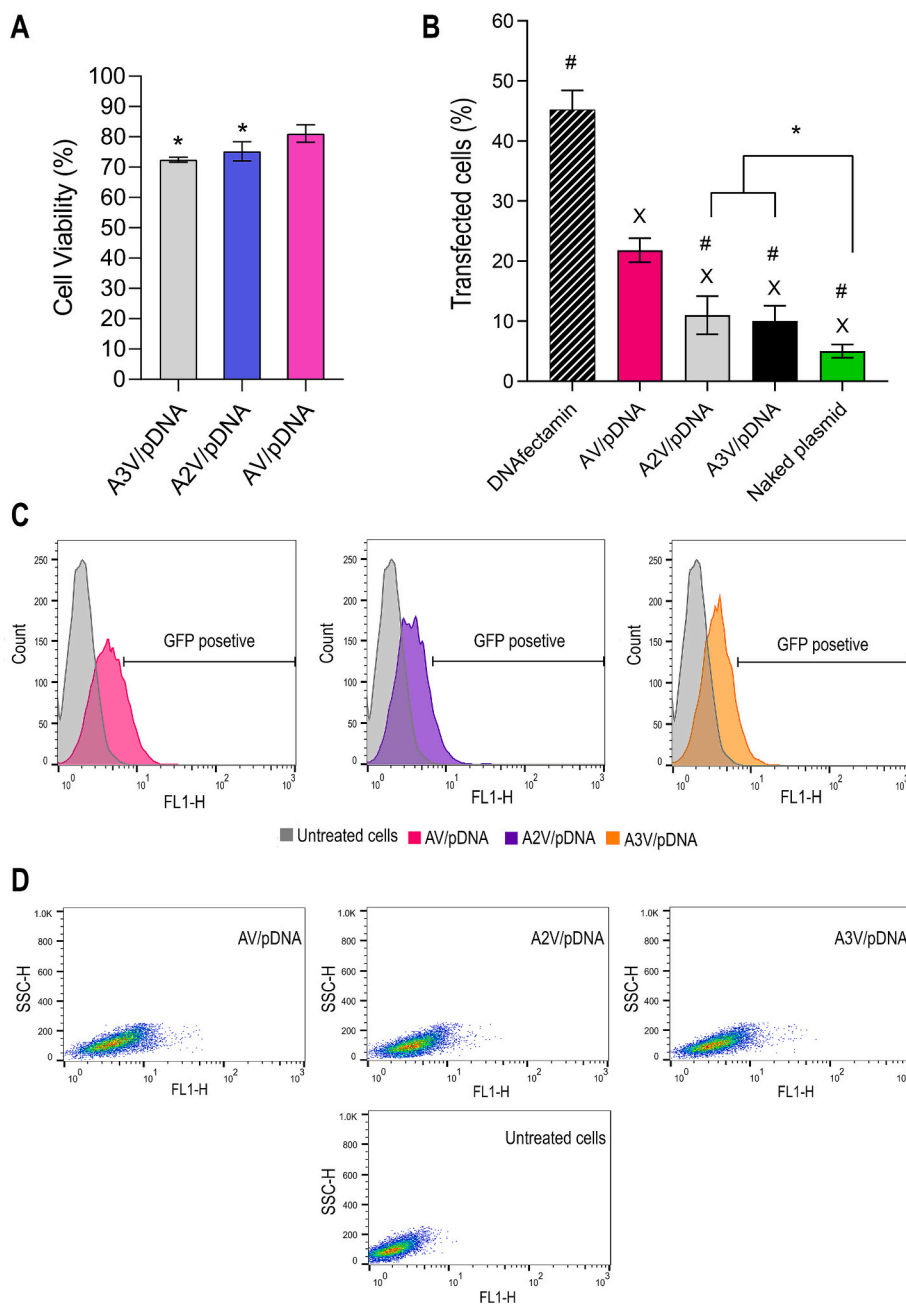 A
Cell Viability (%)
100
90
80
70
60
50
40
30
20
10
0
* *
A3V/pDNA
A2V/pDNA
AV/pDNA
B
Transfected cells (%)
60
50
40
30
20
10
0
#
X
# X
# X
*
# X
DNAfectamin
AV/pDNA
A2V/pDNA
A3V/pDNA
Naked plasmid
C
Count
250
200
150
100
50
0
GFP posetive
10^0 10^1 10^2 10^3
FL1-H
Count
250
200
150
100
50
0
GFP posetive
10^0 10^1 10^2 10^3
FL1-H
Count
250
200
150
100
50
0
GFP posetive
10^0 10^1 10^2 10^3
FL1-H
Untreated cells AV/pDNA A2V/pDNA A3V/pDNA
D
SSC-H
1.0K
800
600
400
200
0
AV/pDNA
10^0 10^1 10^2 10^3
FL1-H
SSC-H
1.0K
800
600
400
200
0
A2V/pDNA
10^0 10^1 10^2 10^3
FL1-H
SSC-H
1.0K
800
600
400
200
0
A3V/pDNA
10^0 10^1 10^2 10^3
FL1-H
SSC-H
1.0K
800
600
400
200
0
Untreated cells
10^0 10^1 10^2 10^3
FL1-H